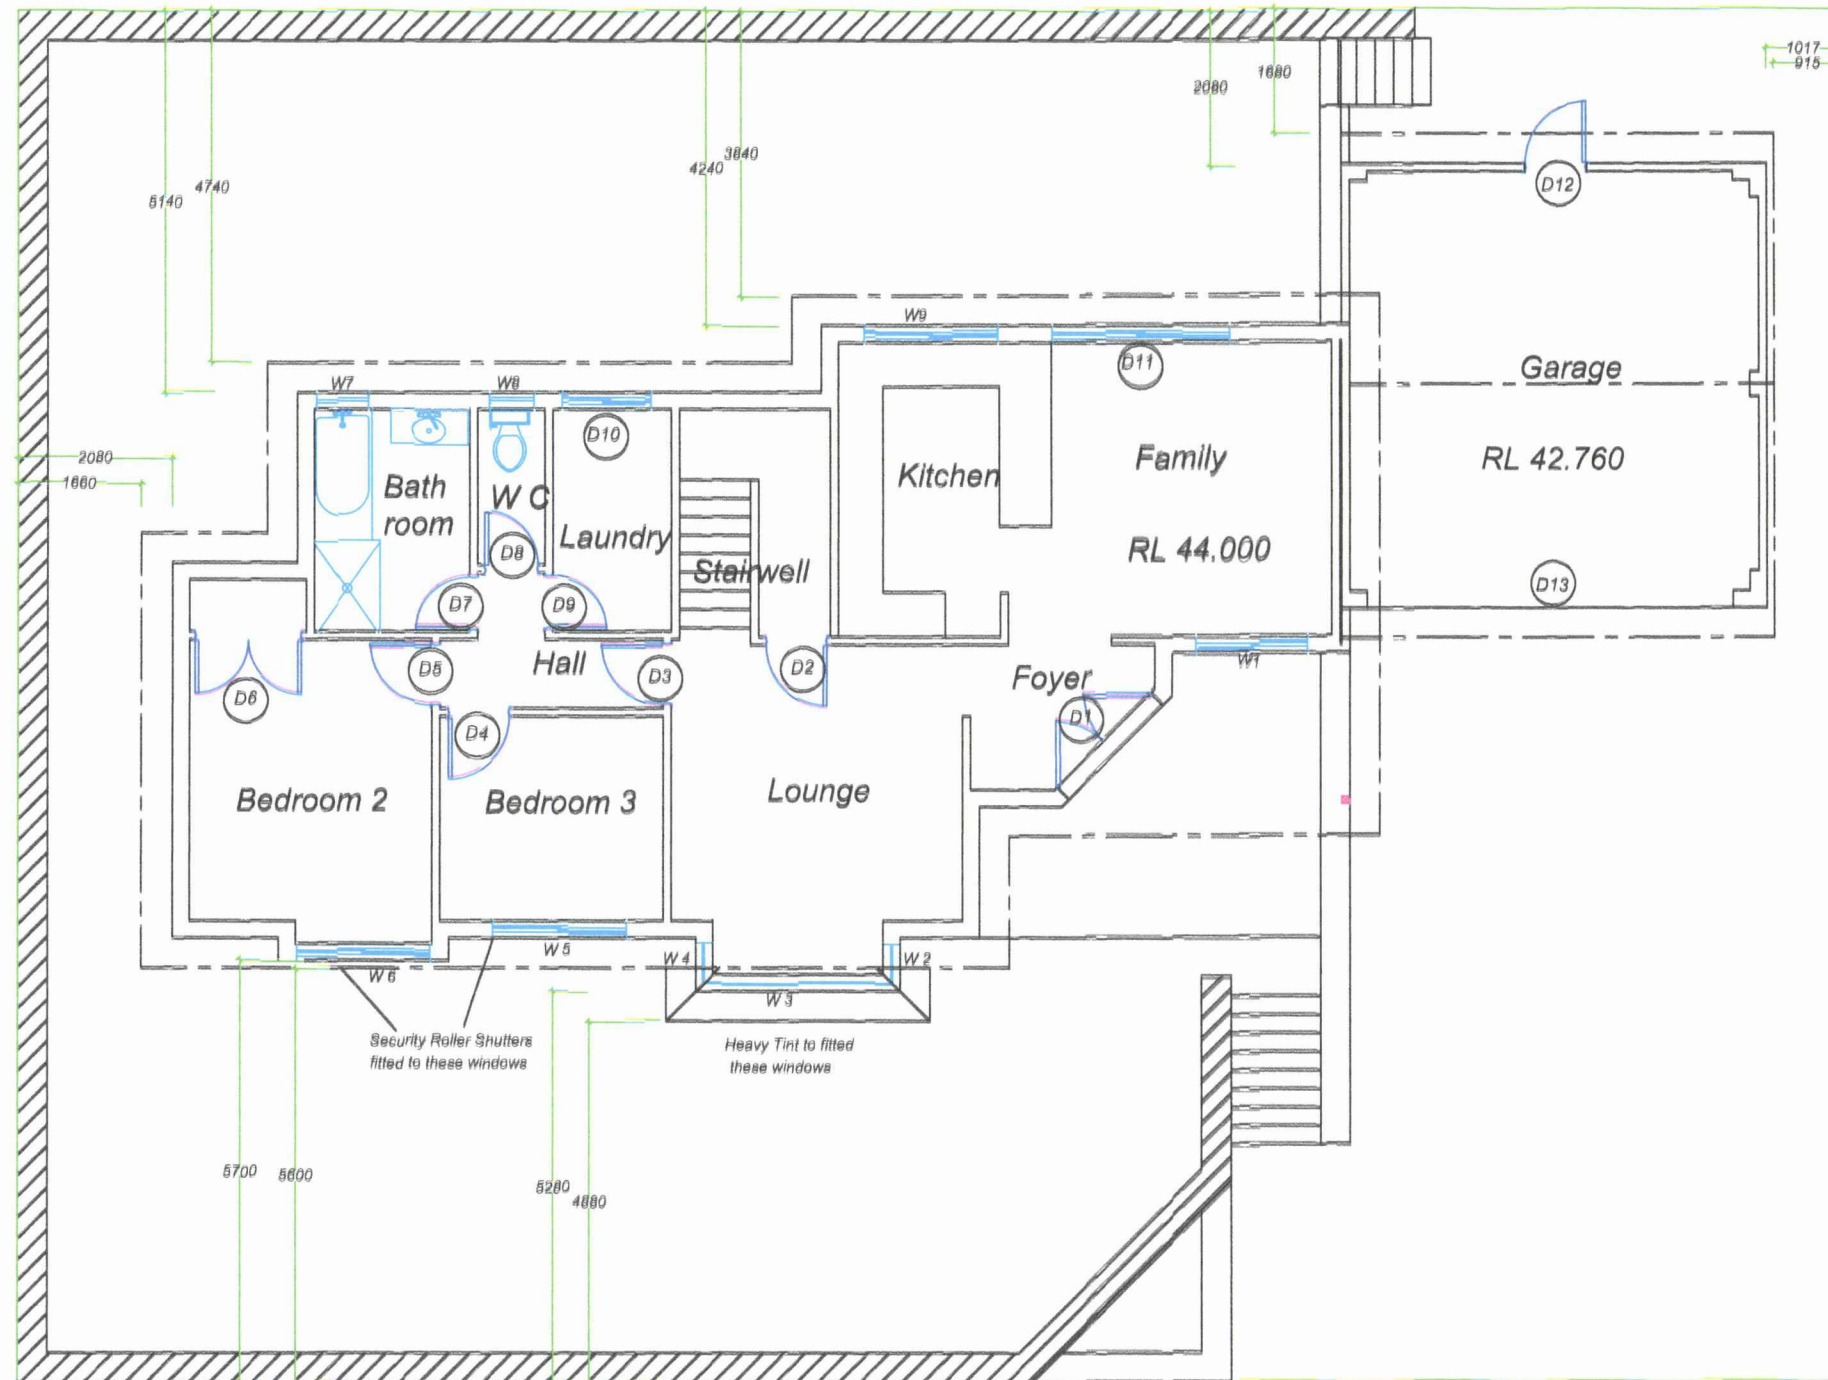 1017
915
1680
2080
3840
4240
4740
5140
D12
W9
D11
Garage
W7
W8
D10
Family
RL 42.760
2080
1660
Kitchen
Bath
room
W C
Laundry
D8
Stairwell
RL 44.000
D13
D7
D9
Hall
D5
D3
D2
Foyer
W1
D6
D4
D1
Bedroom 2
Bedroom 3
Lounge
W 6
W 5
W 4
W 2
W 3
Security Roller Shutters
fitted to these windows
Heavy Tint to fitted
these windows
5700
5600
5280
4880